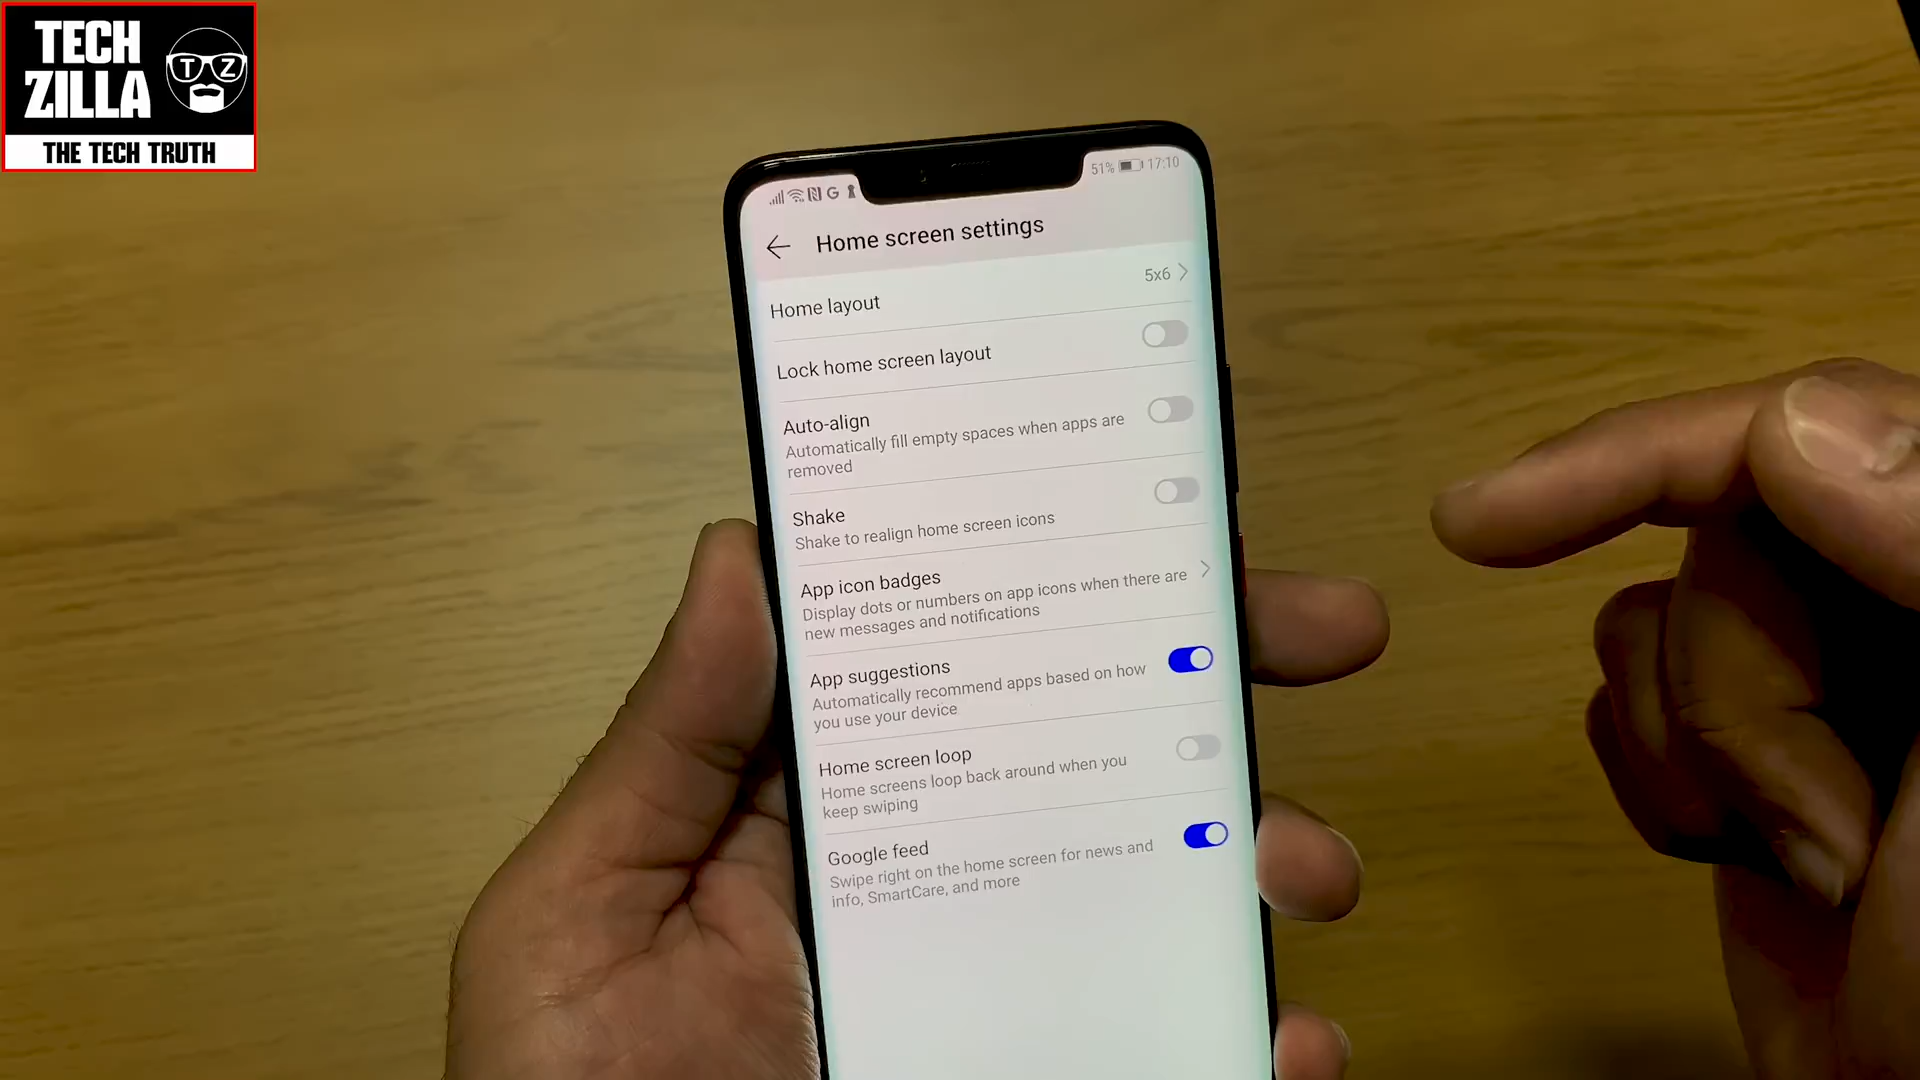 TECH
ZILLA
TZ
THE TECH TRUTH
51% 17:10
G
Home screen settings
Home layout 5x6
Lock home screen layout
Auto-align
Automatically fill empty spaces when apps are
removed
Shake
Shake to realign home screen icons
App icon badges
Display dots or numbers on app icons when there are
new messages and notifications
App suggestions
Automatically recommend apps based on how
you use your device
Home screen loop
Home screens loop back around when you
keep swiping
Google feed
Swipe right on the home screen for news and
info, SmartCare, and more